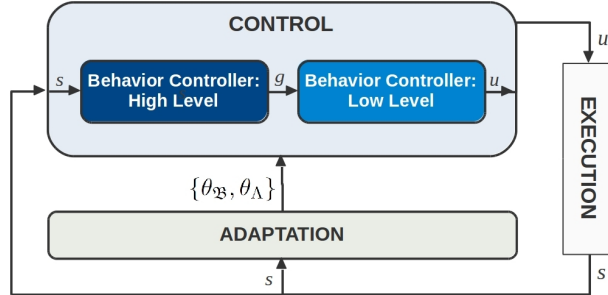 CONTROL
u
s
Behavior Controller:
High Level
g
Behavior Controller:
Low Level
u
EXECUTION
{θ𝔅, θΛ}
ADAPTATION
s
s